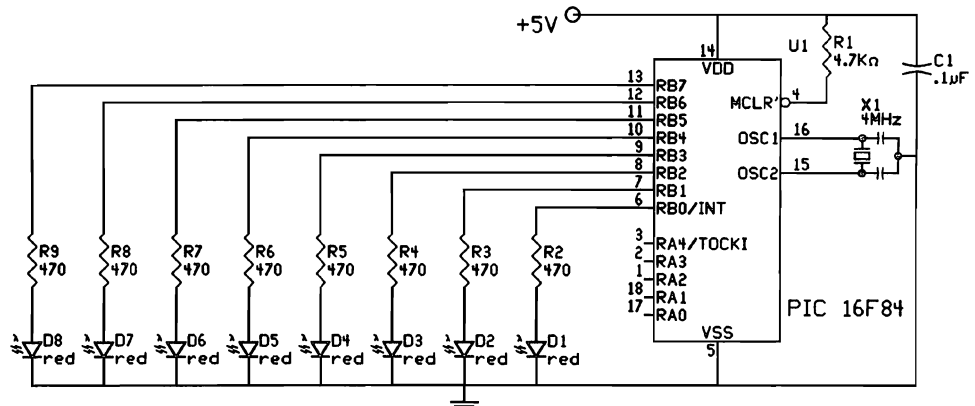 +5V
14
VDD
U1
R1
4.7KΩ
C1
.1µF
13
RB7
12
RB6
11
RB5
10
RB4
9
RB3
8
RB2
7
RB1
6
RB0/INT
3
RA4/TOCKI
2
RA3
1
RA2
18
RA1
17
RA0
MCLR'
4
X1
4MHz
OSC1
16
OSC2
15
VSS
5
PIC 16F84
R9
470
R8
470
R7
470
R6
470
R5
470
R4
470
R3
470
R2
470
D8
red
D7
red
D6
red
D5
red
D4
red
D3
red
D2
red
D1
red